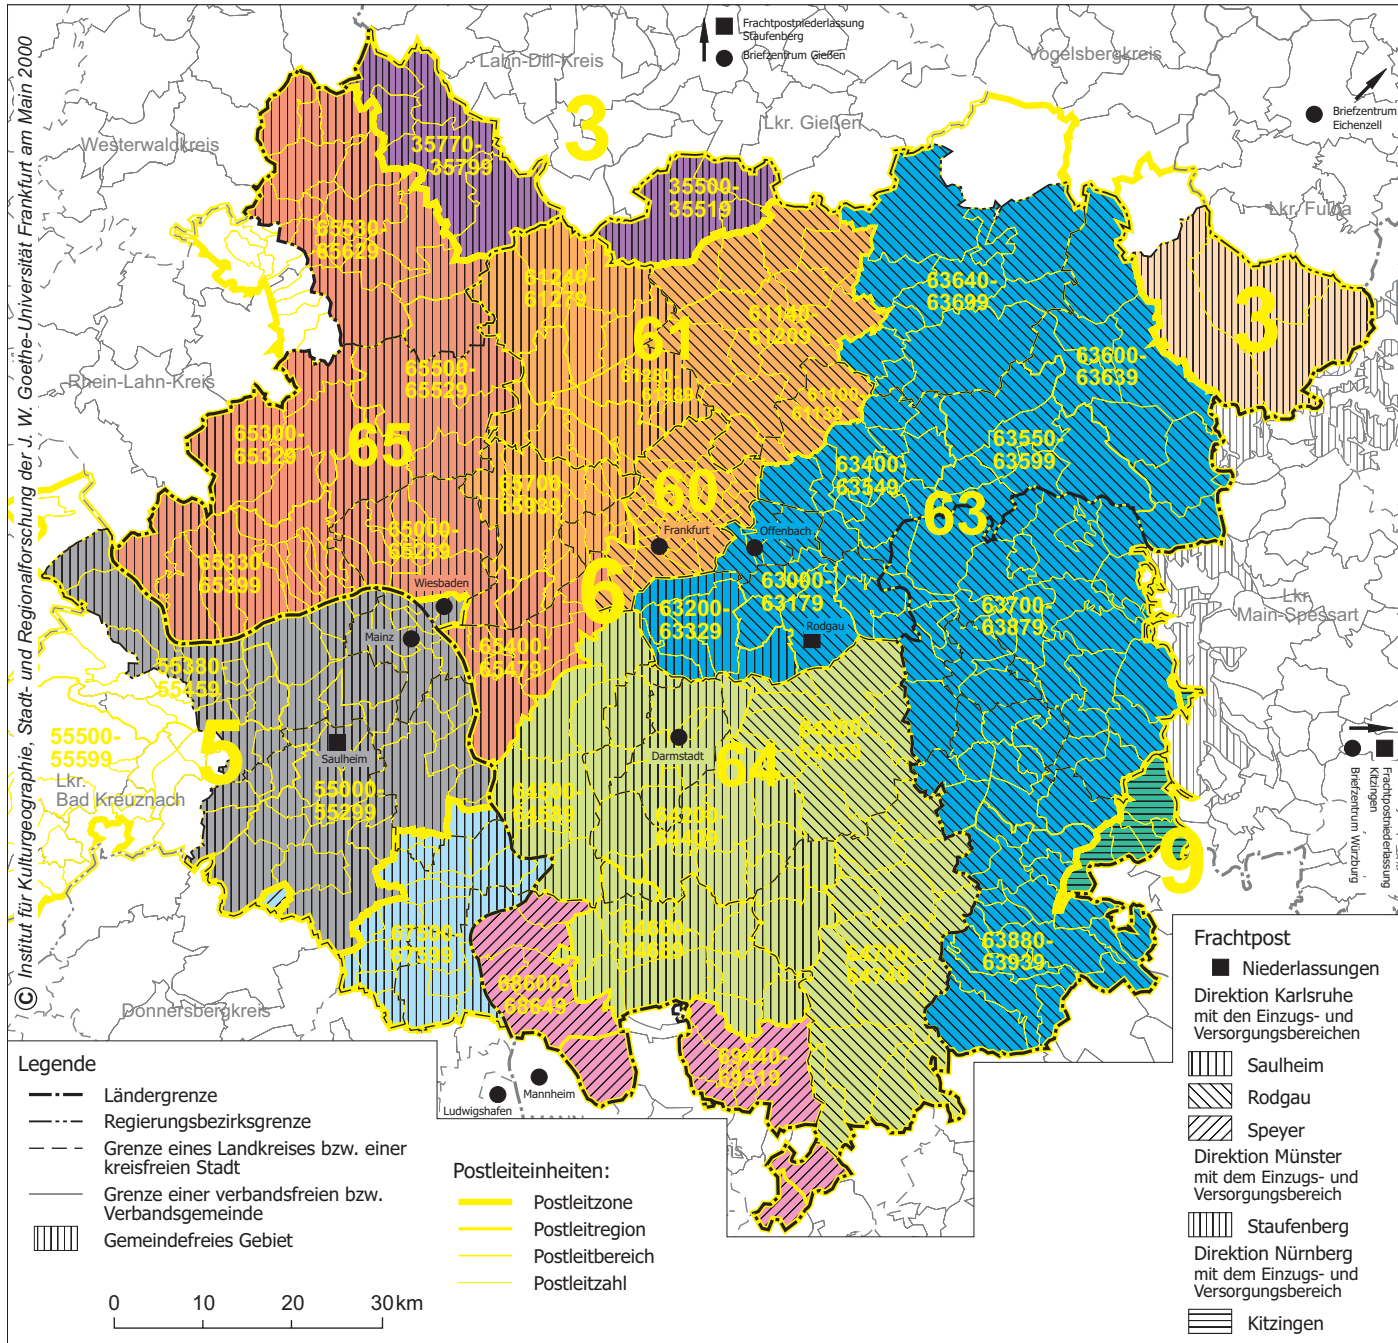 © Institut für Kulturgeographie, Stadt- und Regionalforschung der J. W. Goethe-Universität Frankfurt am Main 2000
Frachtpostniederlassung
Staufenberg
Briefzentrum Gießen
Lahn-Dill-Kreis
Vogelsbergkreis
Briefzentrum
Eichenzell
Lkr. Gießen
3
Westerwaldkreis
35770-
35799
35500-
35519
Lkr. Fulda
65530-
65629
61240-
61279
63640-
63699
61140-
61209
61
3
63600-
63639
Rhein-Lahn-Kreis
65500-
65529
61100-
61139
65300-
65329
65
63550-
63599
63400-
63549
60
63
65700-
65999
65000-
65239
Frankfurt
Offenbach
65330-
65399
Wiesbaden
6
63000-
63179
63200-
63329
Rodgau
63700-
63879
Lkr.
Main-Spessart
Mainz
65400-
65479
55380-
55459
55500-
55599
5
Saulheim
Darmstadt
64
Lkr.
Bad Kreuznach
55000-
55299
Briefzentrum Würzburg
Frachtpostniederlassung
Kitzingen
9
67500-
67599
64600-
64689
63880-
63939
68600-
68649
Donnersbergkreis
69440-
69519
Mannheim
Ludwigshafen
Legende
Ländergrenze
Regierungsbezirksgrenze
Grenze eines Landkreises bzw. einer
kreisfreien Stadt
Grenze einer verbandsfreien bzw.
Verbandsgemeinde
Gemeindefreies Gebiet
0 10 20 30 km
Postleiteinheiten:
Postleitzone
Postleitregion
Postleitbereich
Postleitzahl
Frachtpost
Niederlassungen
Direktion Karlsruhe
mit den Einzugs- und
Versorgungsbereichen
Saulheim
Rodgau
Speyer
Direktion Münster
mit dem Einzugs- und
Versorgungsbereich
Staufenberg
Direktion Nürnberg
mit dem Einzugs- und
Versorgungsbereich
Kitzingen